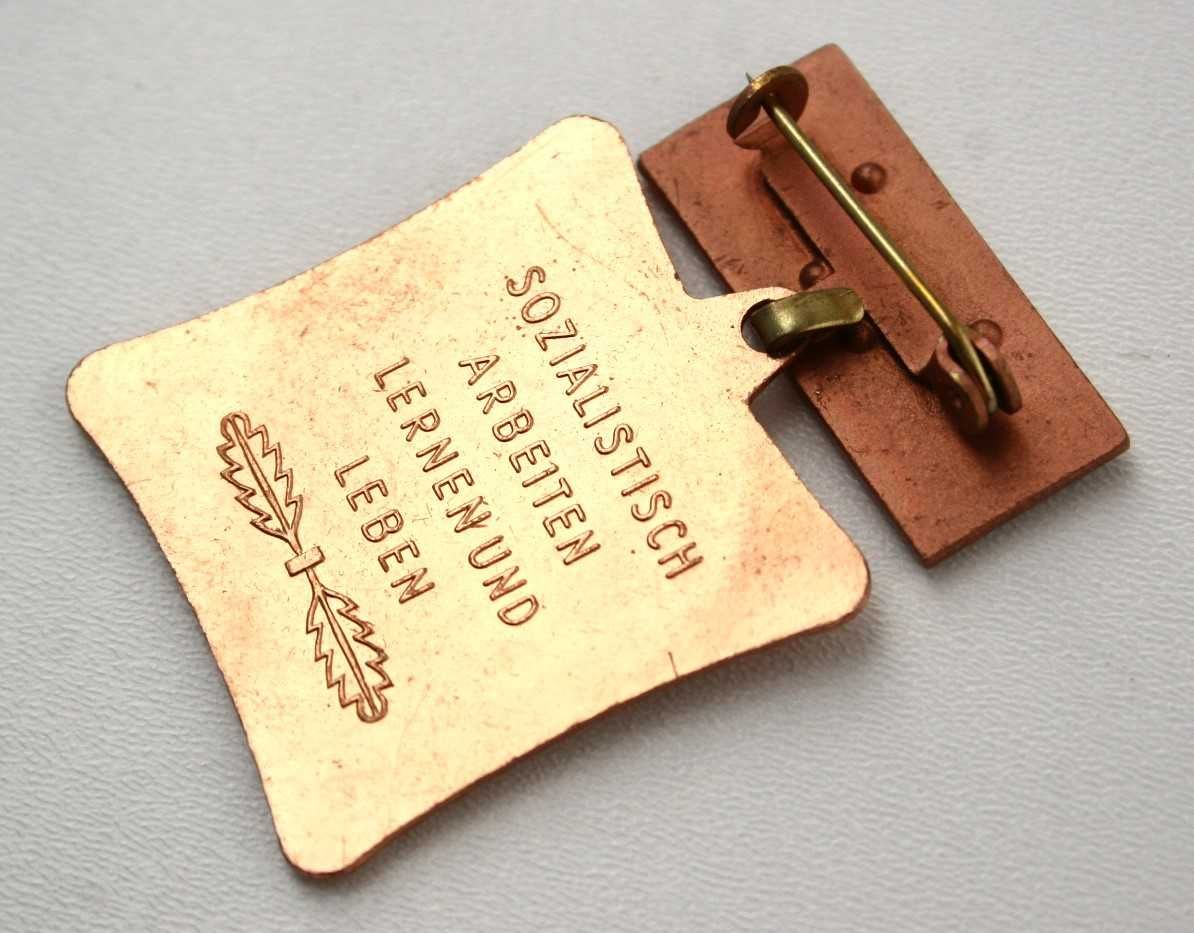 SOZIALISTISCH
ARBEITEN
LERNEN UND
LEBEN